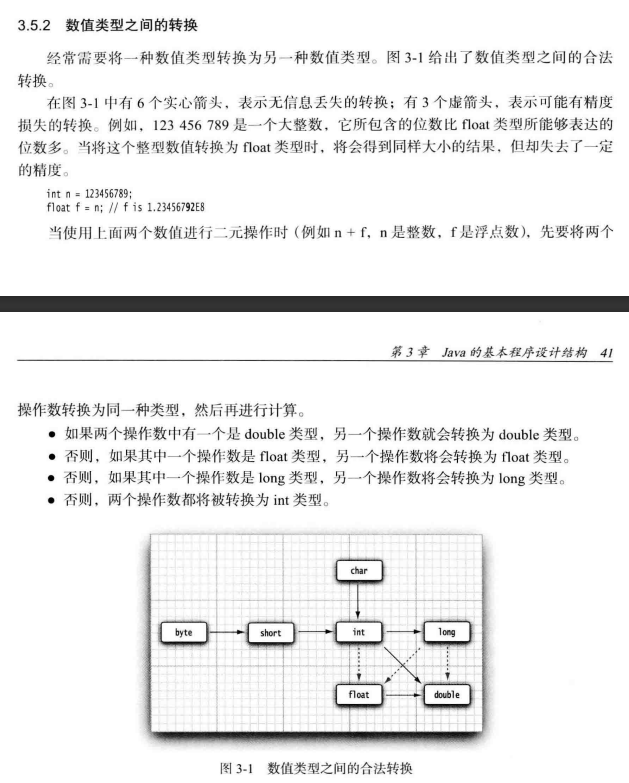 3.5.2 数值类型之间的转换
经常需要将一种数值类型转换为另一种数值类型。图 3-1 给出了数值类型之间的合法
转换。
在图 3-1 中有 6 个实心箭头，表示无信息丢失的转换；有 3 个虚箭头，表示可能有精度
损失的转换。例如，123 456 789 是一个大整数，它所包含的位数比 float 类型所能够表达的
位数多。当将这个整型数值转换为 float 类型时，将会得到同样大小的结果，但却失去了一定
的精度。
int n = 123456789;
float f = n; // f is 1.23456792E8
当使用上面两个数值进行二元操作时（例如 n + f，n 是整数，f 是浮点数），先要将两个
第 3 章 Java 的基本程序设计结构 41
操作数转换为同一种类型，然后再进行计算。
● 如果两个操作数中有一个是 double 类型，另一个操作数就会转换为 double 类型。
● 否则，如果其中一个操作数是 float 类型，另一个操作数将会转换为 float 类型。
● 否则，如果其中一个操作数是 long 类型，另一个操作数将会转换为 long 类型。
● 否则，两个操作数都将被转换为 int 类型。
char
byte short int long
float double
图 3-1 数值类型之间的合法转换